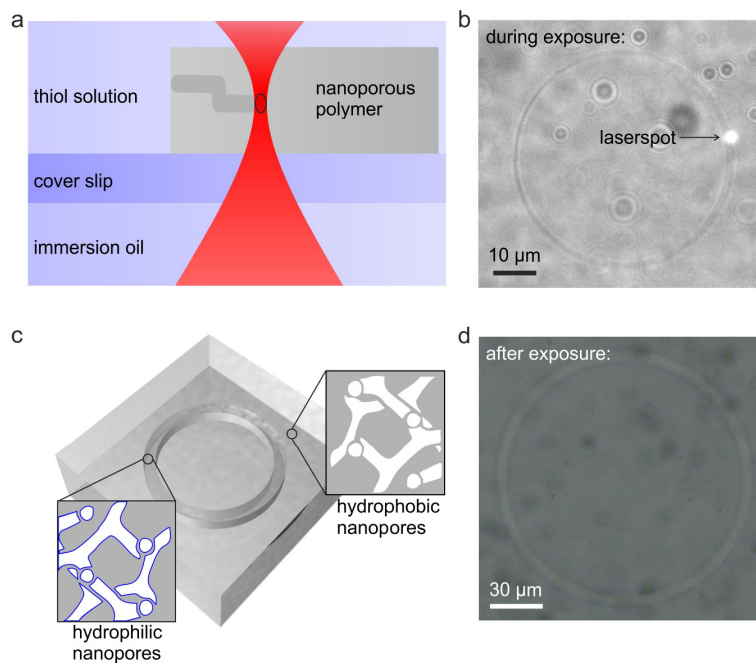 a
thiol solution
nanoporous
polymer
cover slip
immersion oil
b
during exposure:
laserspot
10 µm
c
hydrophobic
nanopores
hydrophilic
nanopores
d
after exposure:
30 µm